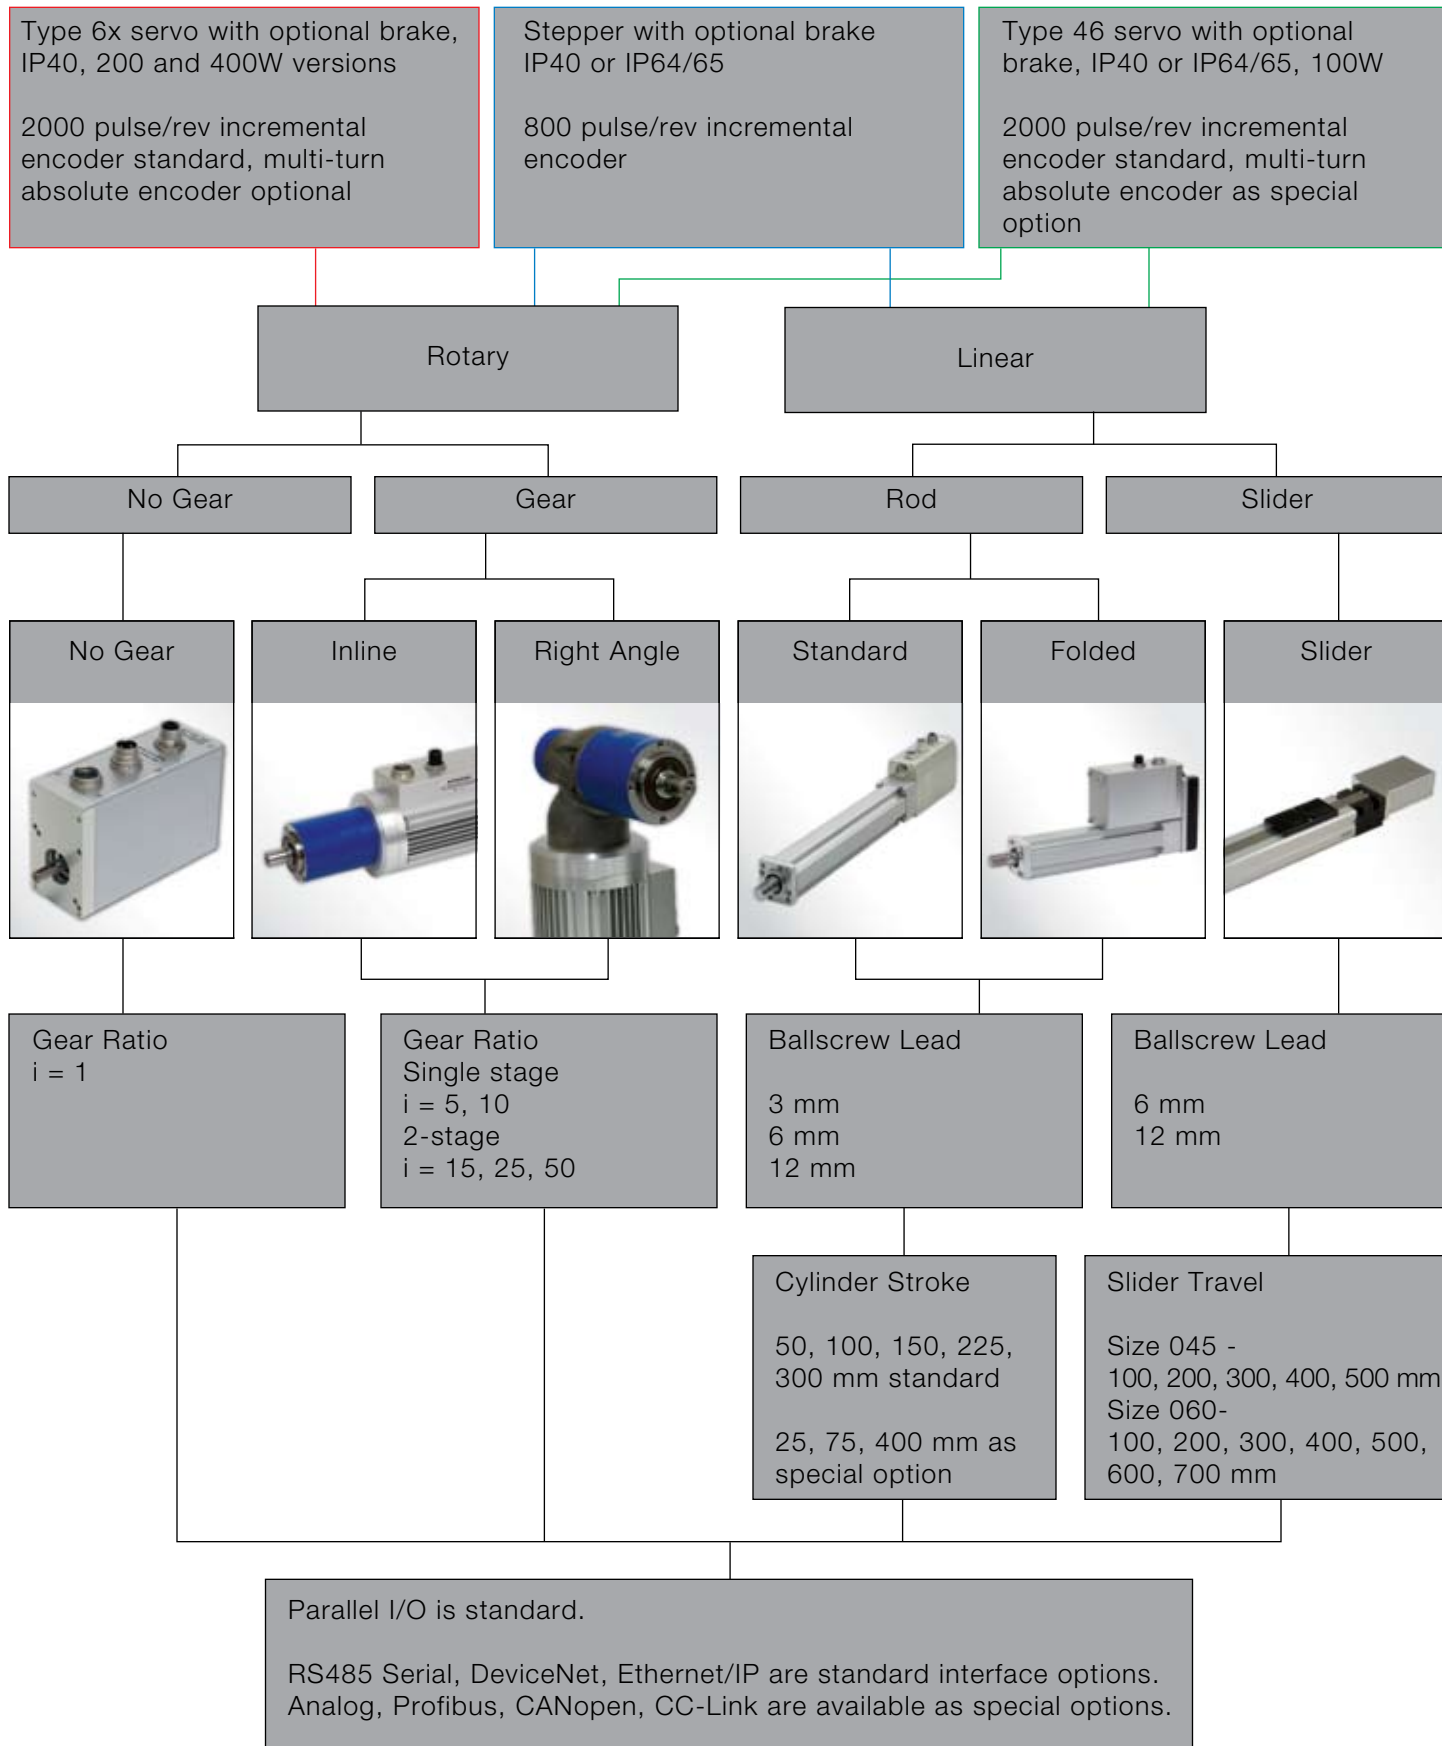 Type 6x servo with optional brake,
IP40, 200 and 400W versions
2000 pulse/rev incremental
encoder standard, multi-turn
absolute encoder optional
Stepper with optional brake
IP40 or IP64/65
800 pulse/rev incremental
encoder
Type 46 servo with optional
brake, IP40 or IP64/65, 100W
2000 pulse/rev incremental
encoder standard, multi-turn
absolute encoder as special
option
Rotary
Linear
No Gear
Gear
Rod
Slider
No Gear
Inline
Right Angle
Standard
Folded
Slider
Gear Ratio
i = 1
Gear Ratio
Single stage
i = 5, 10
2-stage
i = 15, 25, 50
Ballscrew Lead
3 mm
6 mm
12 mm
Ballscrew Lead
6 mm
12 mm
Cylinder Stroke
50, 100, 150, 225,
300 mm standard
25, 75, 400 mm as
special option
Slider Travel
Size 045 -
100, 200, 300, 400, 500 mm
Size 060-
100, 200, 300, 400, 500,
600, 700 mm
Parallel I/O is standard.
RS485 Serial, DeviceNet, Ethernet/IP are standard interface options.
Analog, Profibus, CANopen, CC-Link are available as special options.